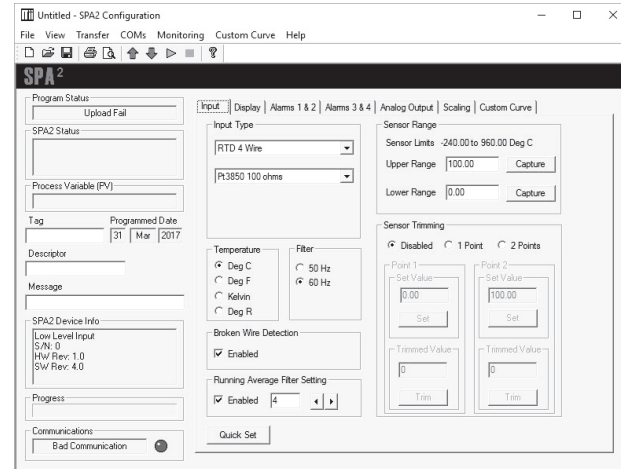 Untitled - SPA2 Configuration
File View Transfer COMs Monitoring Custom Curve Help
SPA2
Program Status
Upload Fail
SPA2 Status
Process Variable (PV)
Tag Programmed Date
31 Mar 2017
Descriptor
Message
SPA2 Device Info
Low Level Input
S/N: 0
HW Rev: 1.0
SW Rev: 4.0
Progress
Communications
Bad Communication
Input Display Alarms 1 & 2 Alarms 3 & 4 Analog Output Scaling Custom Curve
Input Type
RTD 4 Wire
Pt3850 100 ohms
Temperature
Deg C
Deg F
Kelvin
Deg R
Filter
50 Hz
60 Hz
Broken Wire Detection
Enabled
Running Average Filter Setting
Enabled 4
Quick Set
Sensor Range
Sensor Limits -240.00 to 960.00 Deg C
Upper Range 100.00 Capture
Lower Range 0.00 Capture
Sensor Trimming
Disabled 1 Point 2 Points
Point 1
Set Value
0.00
Set
Trimmed Value
0
Trim
Point 2
Set Value
100.00
Set
Trimmed Value
0
Trim